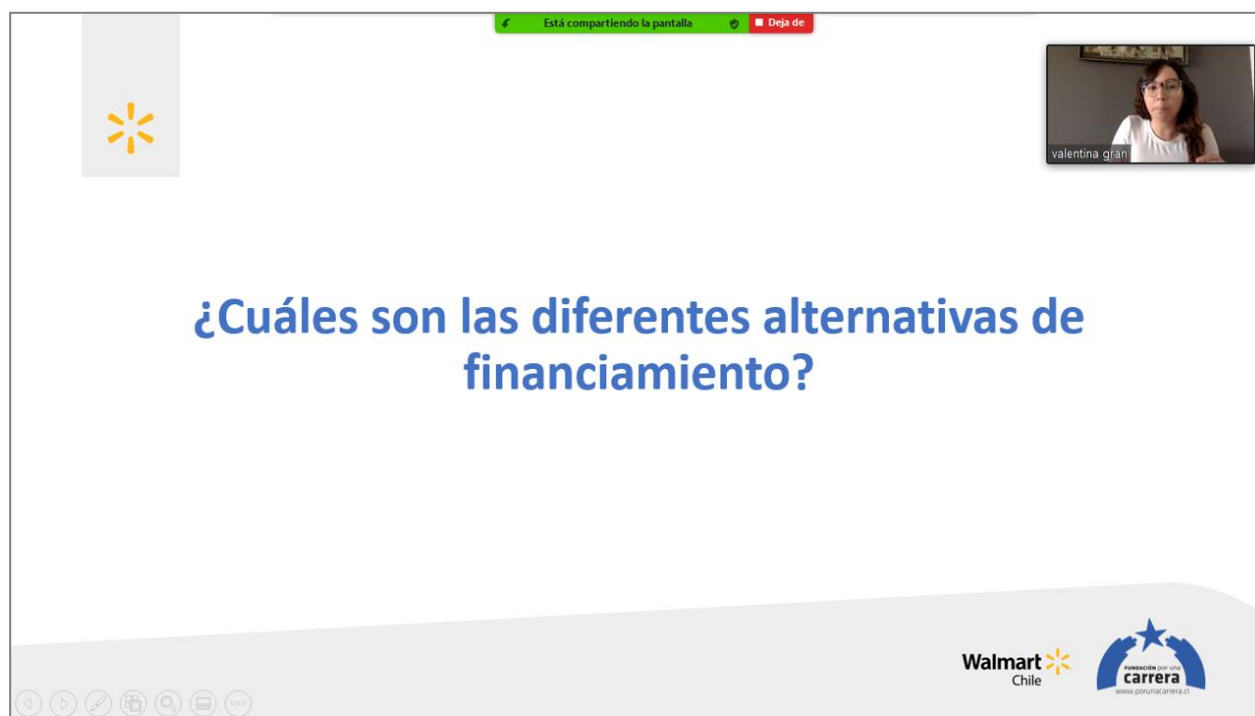 Está compartiendo la pantalla
Deja de
valentina gran
¿Cuáles son las diferentes alternativas de
financiamiento?
Walmart
Chile
FUNDACIÓN por una
carrera
www.porunacarrera.cl